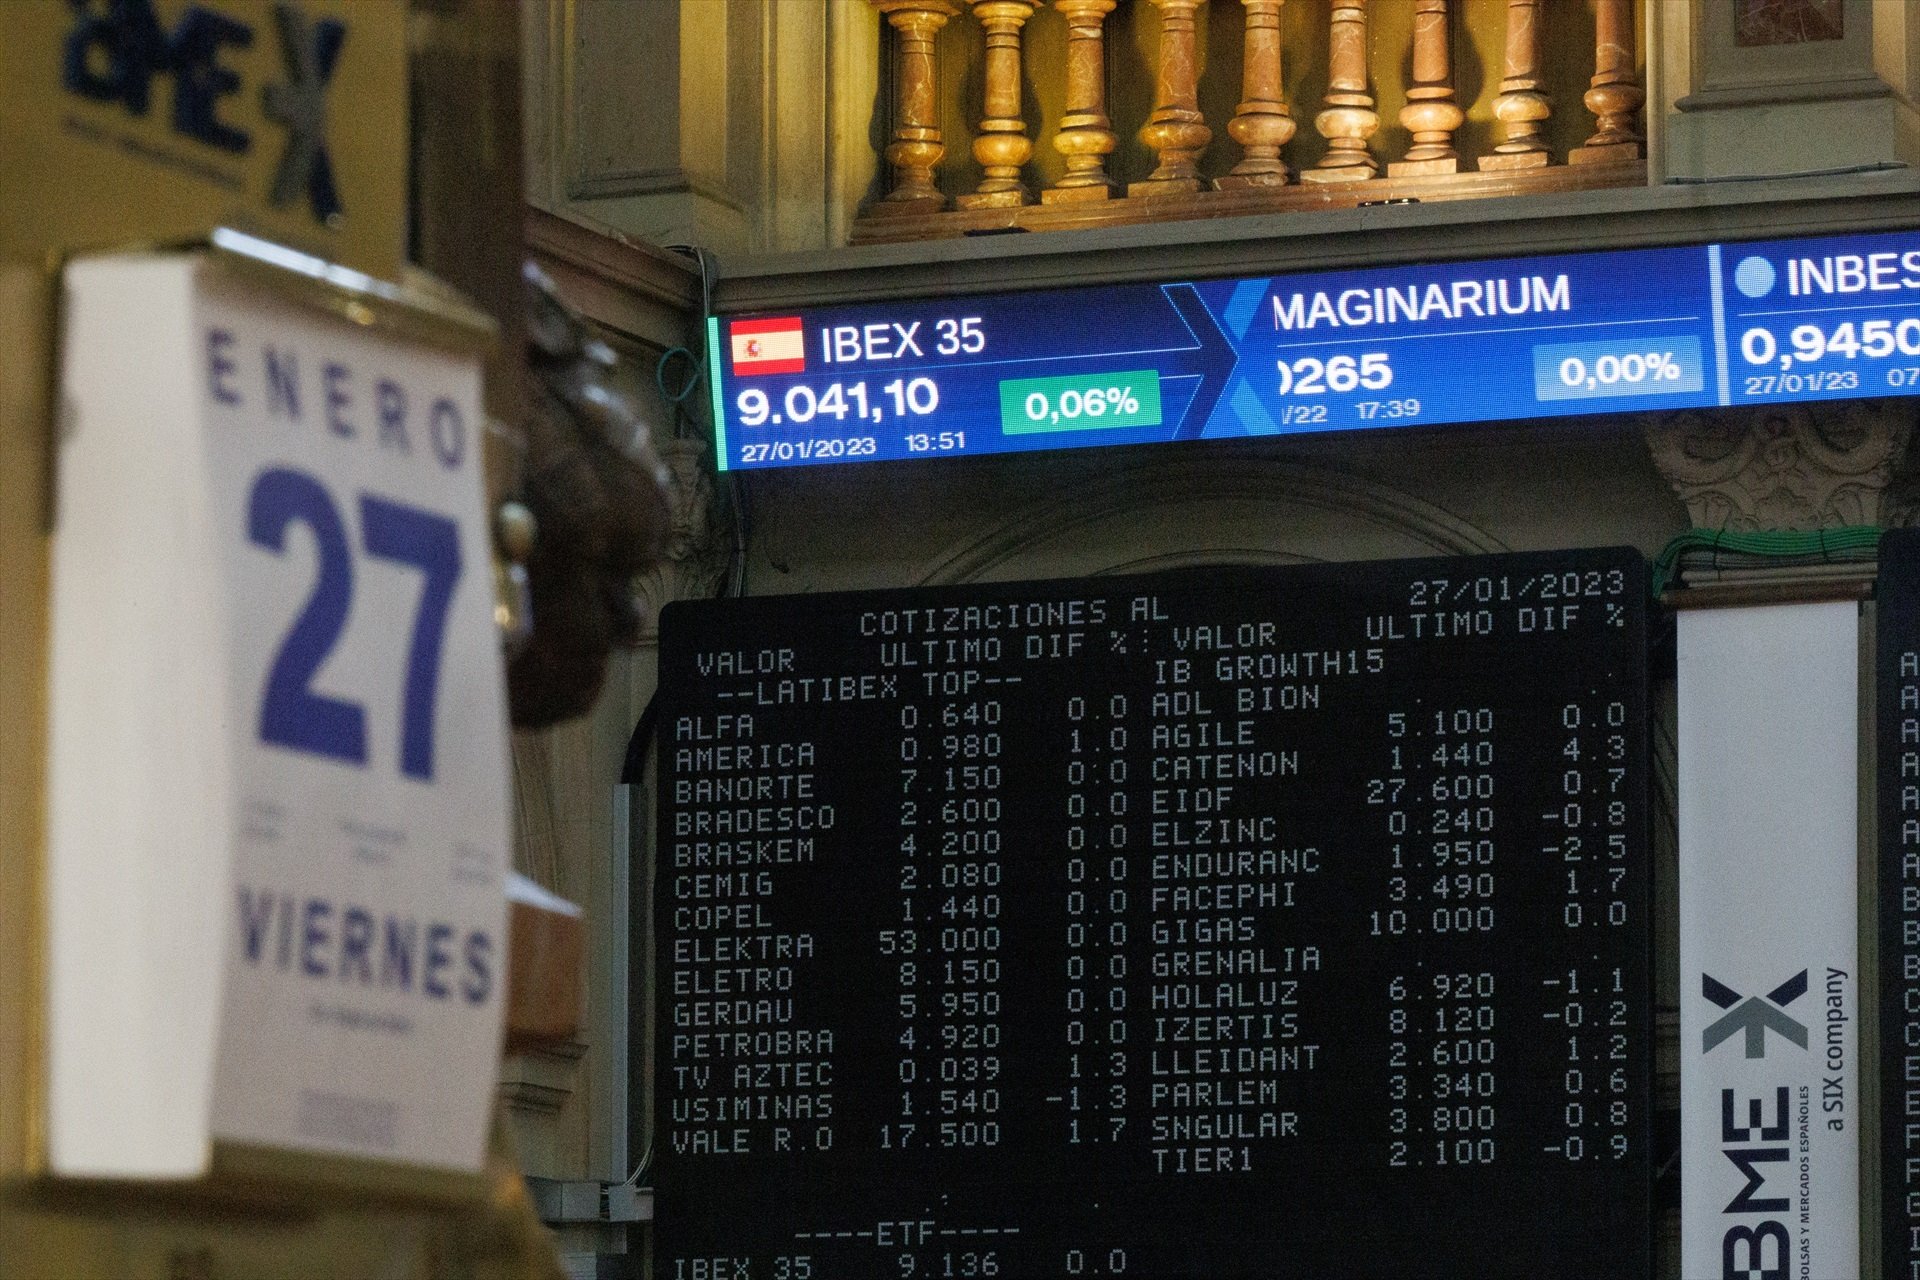 IBEX
ENERO
27
VIERNES
IBEX 35
9.041,10 0,06%
27/01/2023 13:51
MAGINARIUM
0265 0,00%
/22 17:39
INBES
0,9450
27/01/23 07
COTIZACIONES AL 27/01/2023
VALOR ULTIMO DIF % VALOR ULTIMO DIF %
--LATIBEX TOP-- IB GROWTH15
ALFA 0.640 0.0 ADL BION . .
AMERICA 0.980 1.0 AGILE 5.100 0.0
BANORTE 7.150 0.0 CATENON 1.440 4.3
BRADESCO 2.600 0.0 EIDF 27.600 0.7
BRASKEM 4.200 0.0 ELZINC 0.240 -0.8
CEMIG 2.080 0.0 ENDURANC 1.950 -2.5
COPEL 1.440 0.0 FACEPHI 3.490 1.7
ELEKTRA 53.000 0.0 GIGAS 10.000 0.0
ELETRO 8.150 0.0 GRENALIA . .
GERDAU 5.950 0.0 HOLALUZ 6.920 -1.1
PETROBRA 4.920 0.0 IZERTIS 8.120 -0.2
TV AZTEC 0.039 1.3 LLEIDANT 2.600 1.2
USIMINAS 1.540 -1.3 PARLEM 3.340 0.6
VALE R.O 17.500 1.7 SNGULAR 3.800 0.8
TIER1 2.100 -0.9
----ETF----
IBEX 35 9.136 0.0
BME X
BOLSAS Y MERCADOS ESPAÑOLES
a SIX company